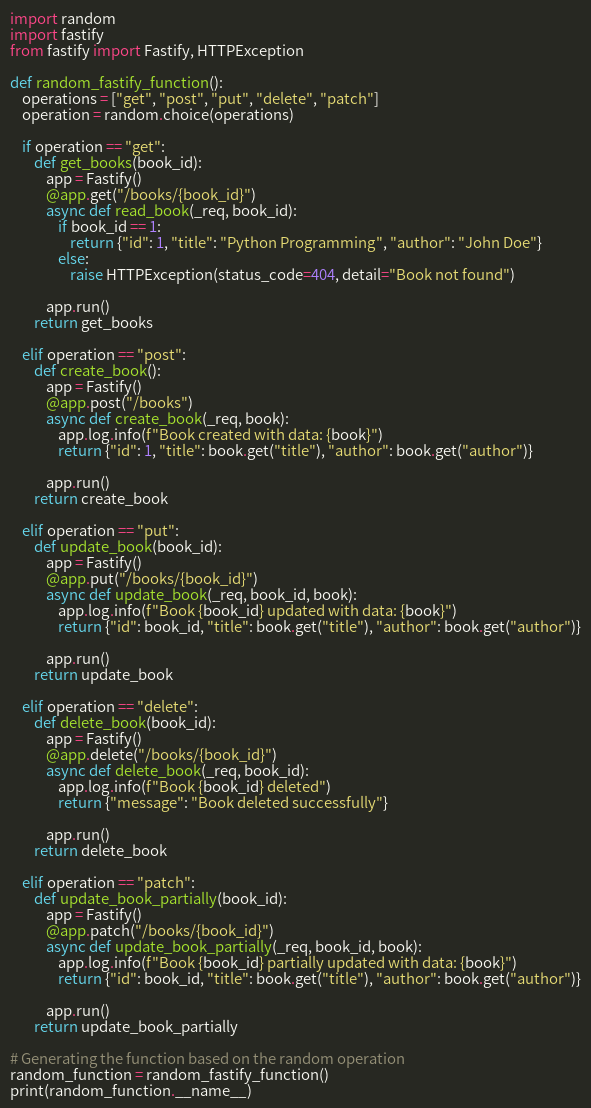 import random
import fastify
from fastify import Fastify, HTTPException

def random_fastify_function():
    operations = ["get", "post", "put", "delete", "patch"]
    operation = random.choice(operations)

    if operation == "get":
        def get_books(book_id):
            app = Fastify()
            @app.get("/books/{book_id}")
            async def read_book(_req, book_id):
                if book_id == 1:
                    return {"id": 1, "title": "Python Programming", "author": "John Doe"}
                else:
                    raise HTTPException(status_code=404, detail="Book not found")

            app.run()
        return get_books

    elif operation == "post":
        def create_book():
            app = Fastify()
            @app.post("/books")
            async def create_book(_req, book):
                app.log.info(f"Book created with data: {book}")
                return {"id": 1, "title": book.get("title"), "author": book.get("author")}

            app.run()
        return create_book

    elif operation == "put":
        def update_book(book_id):
            app = Fastify()
            @app.put("/books/{book_id}")
            async def update_book(_req, book_id, book):
                app.log.info(f"Book {book_id} updated with data: {book}")
                return {"id": book_id, "title": book.get("title"), "author": book.get("author")}

            app.run()
        return update_book

    elif operation == "delete":
        def delete_book(book_id):
            app = Fastify()
            @app.delete("/books/{book_id}")
            async def delete_book(_req, book_id):
                app.log.info(f"Book {book_id} deleted")
                return {"message": "Book deleted successfully"}

            app.run()
        return delete_book

    elif operation == "patch":
        def update_book_partially(book_id):
            app = Fastify()
            @app.patch("/books/{book_id}")
            async def update_book_partially(_req, book_id, book):
                app.log.info(f"Book {book_id} partially updated with data: {book}")
                return {"id": book_id, "title": book.get("title"), "author": book.get("author")}

            app.run()
        return update_book_partially

# Generating the function based on the random operation
random_function = random_fastify_function()
print(random_function.__name__)